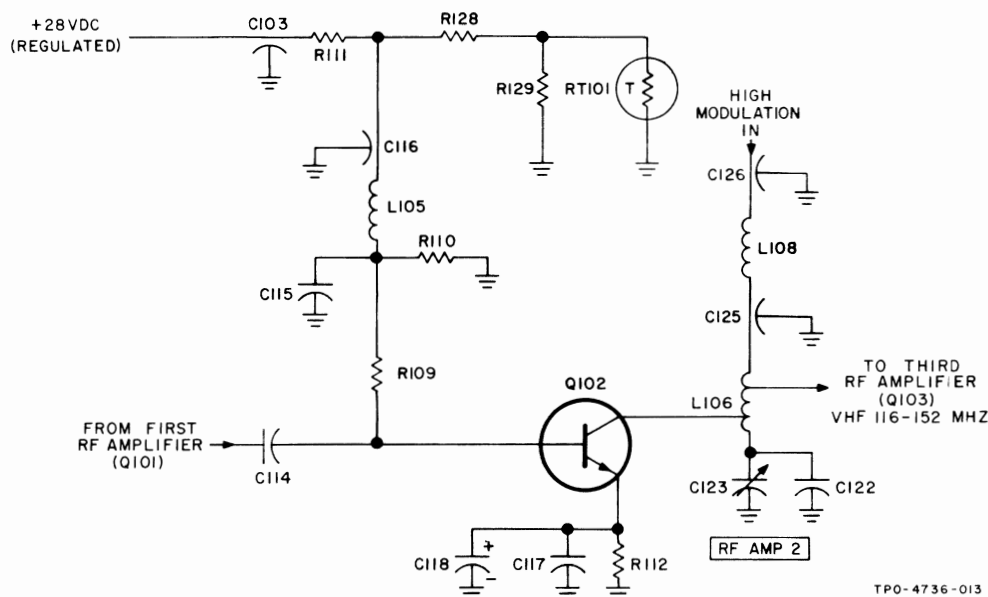 +28VDC
(REGULATED)
C103
R111
R128
R129
RT101
T
C116
L105
R110
C115
R109
HIGH
MODULATION
IN
C126
L108
C125
L106
TO THIRD
RF AMPLIFIER
(Q103)
VHF 116-152 MHZ
Q102
FROM FIRST
RF AMPLIFIER
(Q101)
C114
C123
C122
RF AMP 2
C118
+
-
C117
R112
TPO-4736-013